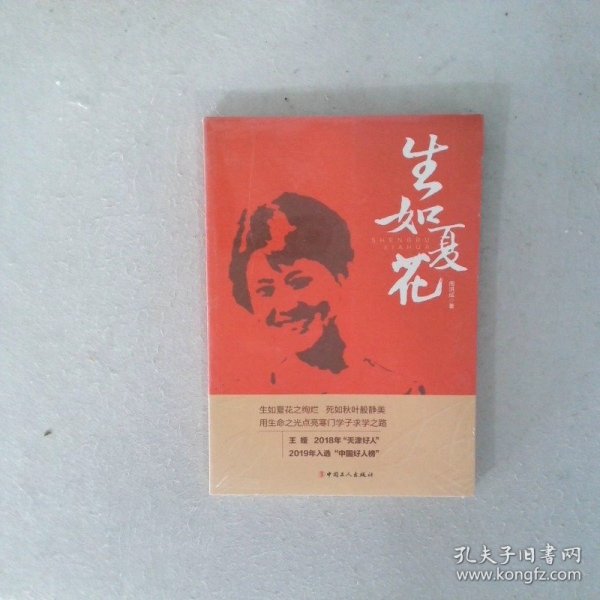 生如夏花
SHENGRU
XIAHUA
著
生如夏花之绚烂 死如秋叶般静美
用生命之光点亮寒门学子求学之路
王 2018年“天津好人”
2019年入选“中国好人榜”
中国工人出版社
孔夫子旧书网
www.kongfz.com